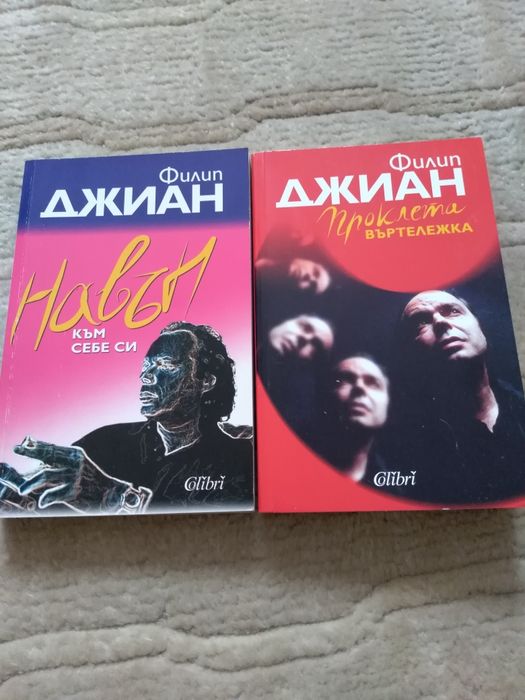 Филип
ДЖИАН
Навън
КЪМ
СЕБЕ СИ
Colibri
Филип
ДЖИАН
Проклета
ВЪРТЕЛЕЖКА
Colibri